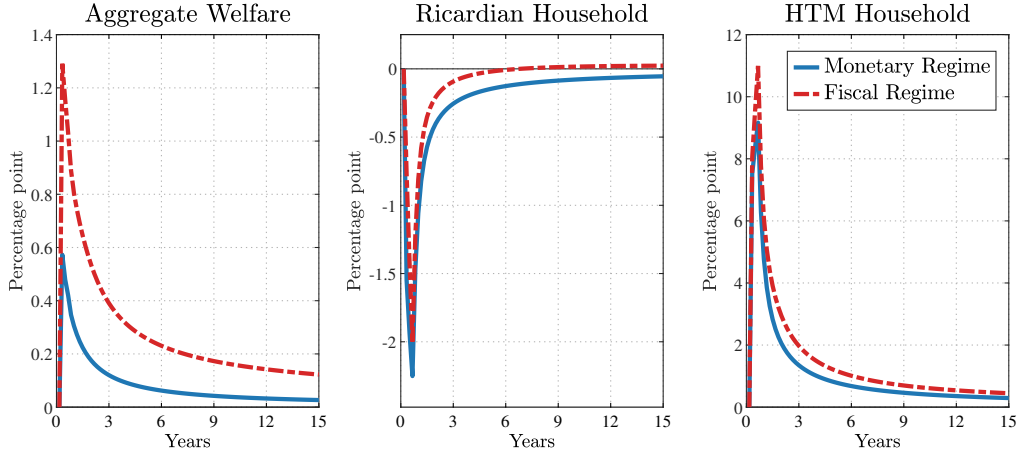 Aggregate Welfare
1.4
1.2
1
0.8
0.6
0.4
0.2
0
Percentage point
0 3 6 9 12 15
Years
Ricardian Household
0
-0.5
-1
-1.5
-2
Percentage point
0 3 6 9 12 15
Years
HTM Household
12
10
8
6
4
2
0
Percentage point
Monetary Regime
Fiscal Regime
0 3 6 9 12 15
Years